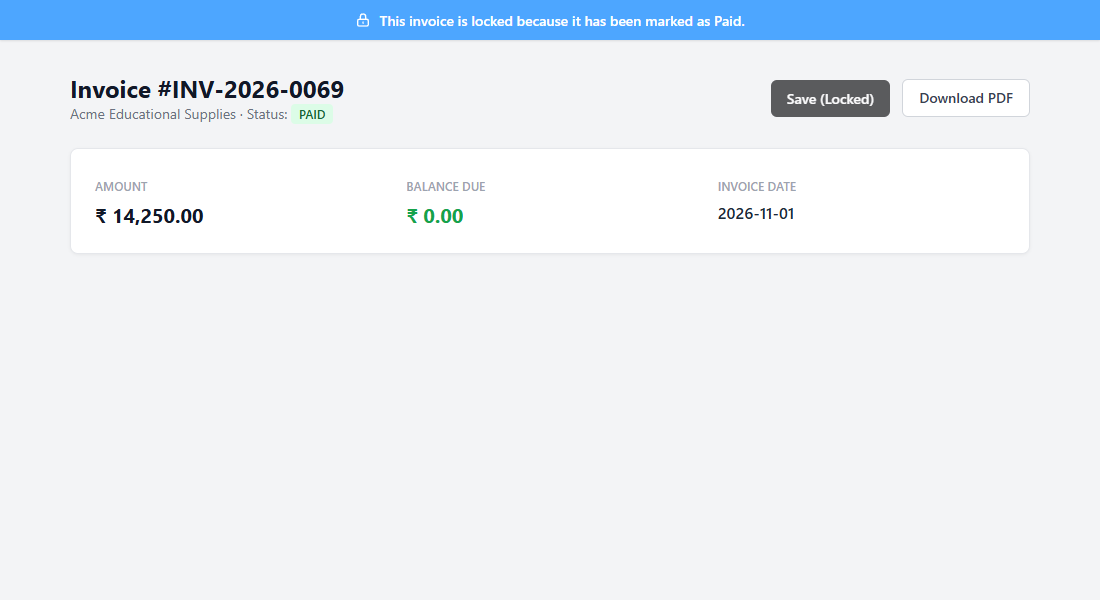 This invoice is locked because it has been marked as Paid.
Invoice #INV-2026-0069
Acme Educational Supplies · Status: PAID
Save (Locked)
Download PDF
AMOUNT
₹ 14,250.00
BALANCE DUE
₹ 0.00
INVOICE DATE
2026-11-01